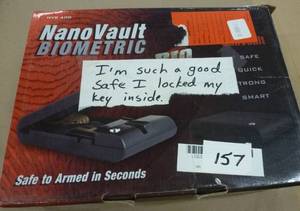 NanoVault
BIOMETRIC
SAFE
QUICK
STRONG
SMART
I'm such a good
Safe I locked my
key inside.
157
Safe to Armed in Seconds